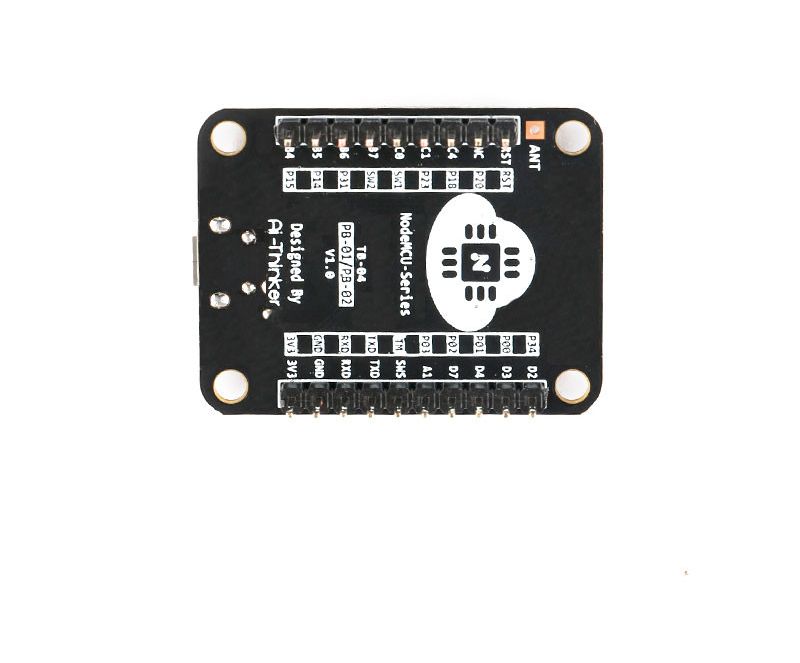 B4 B5 B6 B7 C0 C1 C4 NC RST
ANT
P15 P14 P31 SW2 SW1 P23 P18 P20 RST
NodeMCU-Series
TB-04
PB-01/PB-02
V1.0
Designed By
Ai-Thinker
N
3V3 GND RXD TXD TM P03 P02 P01 P00 P34
3V3 GND RXD TXD SWS A1 D7 D4 D3 D2